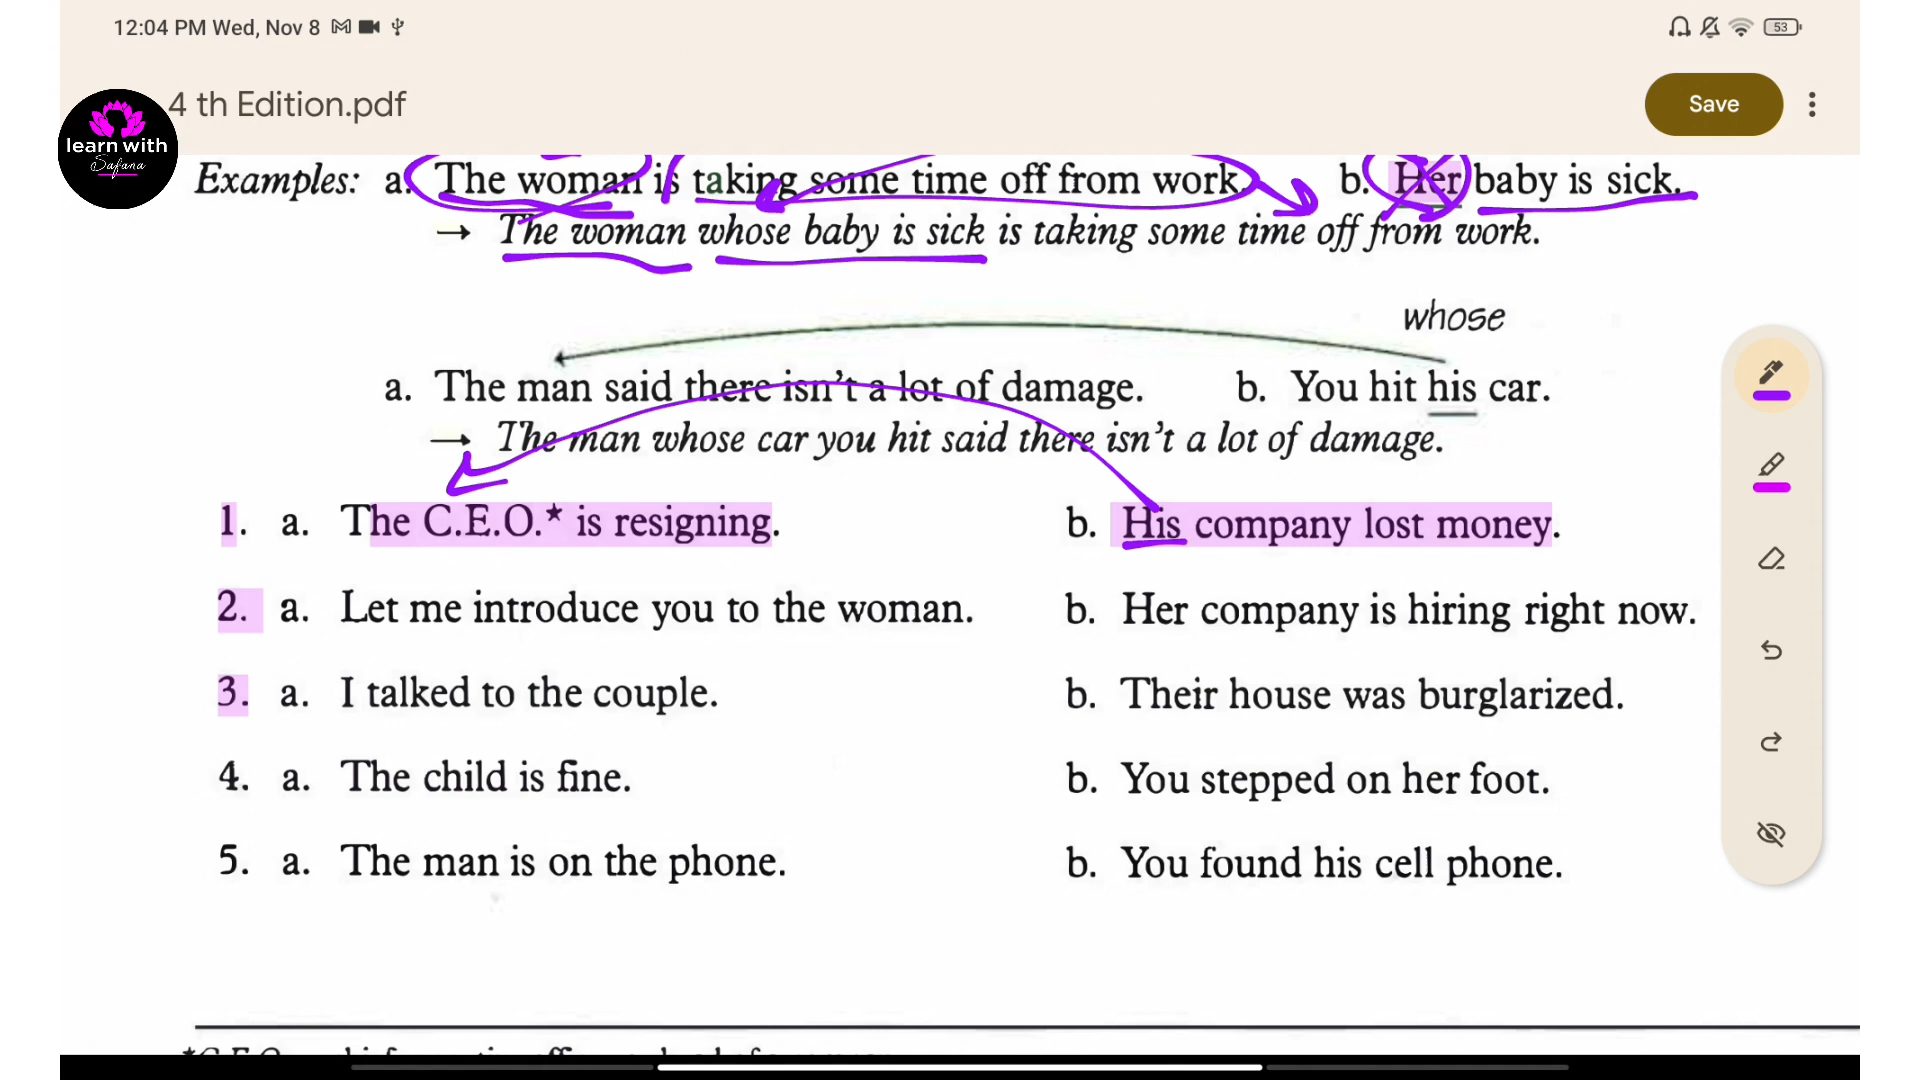 12:04 PM Wed, Nov 8
53
4 th Edition.pdf
Save
learn with
Safana
Examples: a. The woman is taking some time off from work. b. Her baby is sick.
→ The woman whose baby is sick is taking some time off from work.
whose
a. The man said there isn't a lot of damage. b. You hit his car.
→ The man whose car you hit said there isn't a lot of damage.
1. a. The C.E.O.* is resigning. b. His company lost money.
2. a. Let me introduce you to the woman. b. Her company is hiring right now.
3. a. I talked to the couple. b. Their house was burglarized.
4. a. The child is fine. b. You stepped on her foot.
5. a. The man is on the phone. b. You found his cell phone.